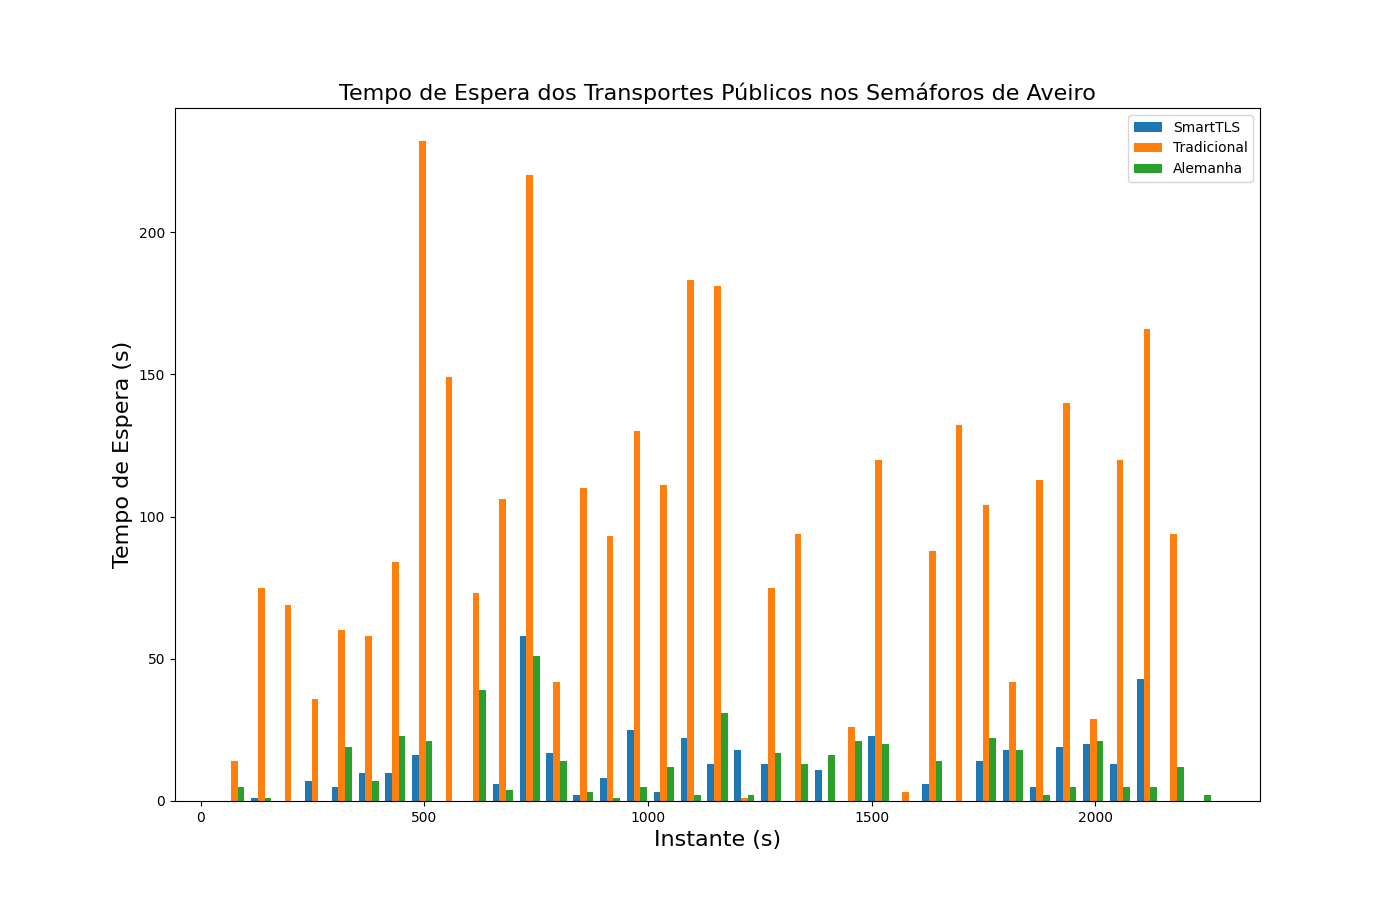 Tempo de Espera dos Transportes Públicos nos Semáforos de Aveiro
SmartTLS
Tradicional
Alemanha
Tempo de Espera (s)
200
150
100
50
0
0 500 1000 1500 2000
Instante (s)